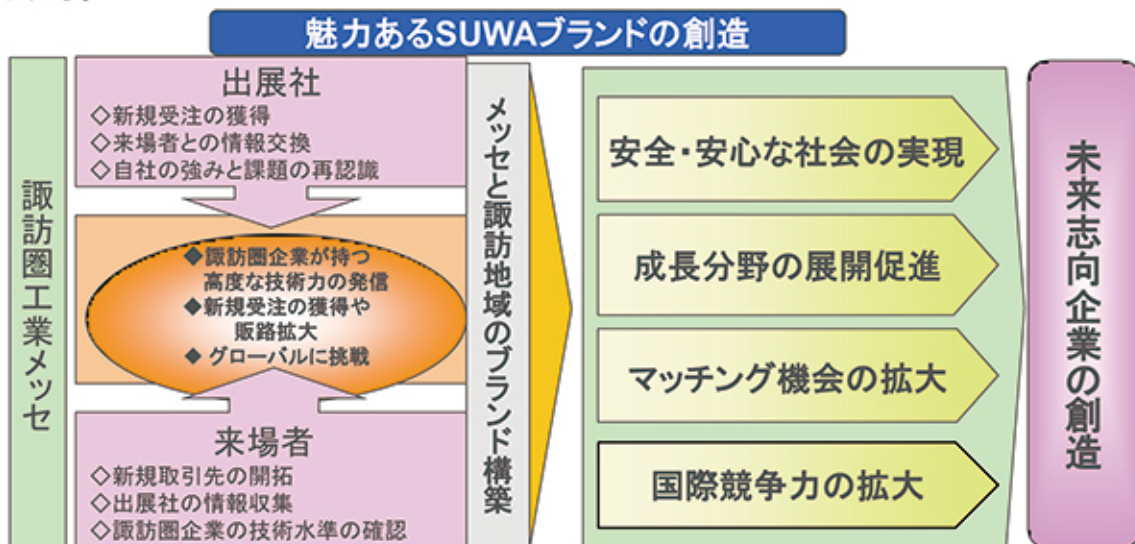 魅力あるSUWAブランドの創造
諏訪圏工業メッセ
出展社
◇新規受注の獲得
◇来場者との情報交換
◇自社の強みと課題の再認識
◆諏訪圏企業が持つ
高度な技術力の発信
◆新規受注の獲得や
販路拡大
◆ グローバルに挑戦
来場者
◇新規取引先の開拓
◇出展社の情報収集
◇諏訪圏企業の技術水準の確認
メッセと諏訪地域のブランド構築
安全・安心な社会の実現
成長分野の展開促進
マッチング機会の拡大
国際競争力の拡大
未来志向企業の創造